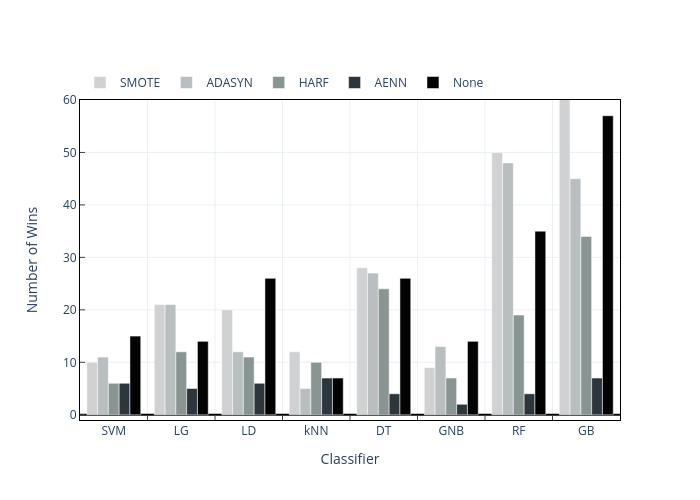 SMOTE ADASYN HARF AENN None
60
50
40
30
20
10
0
Number of Wins
SVM LG LD kNN DT GNB RF GB
Classifier